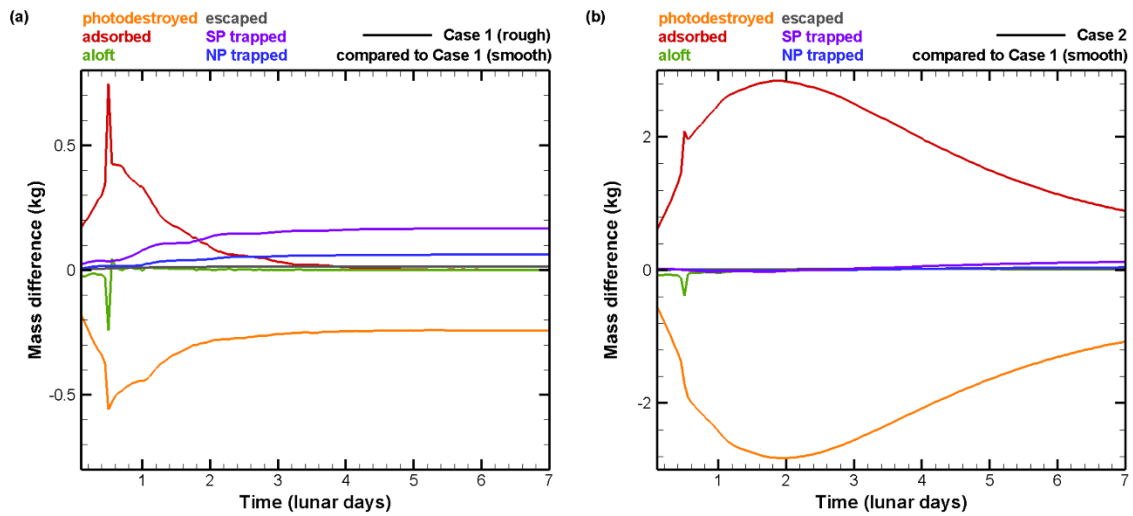 (a)
photodestroyed escaped
adsorbed SP trapped Case 1 (rough)
aloft NP trapped compared to Case 1 (smooth)
Mass difference (kg)
0.5
0
-0.5
1 2 3 4 5 6 7
Time (lunar days)
(b)
photodestroyed escaped
adsorbed SP trapped Case 2
aloft NP trapped compared to Case 1 (smooth)
Mass difference (kg)
2
0
-2
1 2 3 4 5 6 7
Time (lunar days)